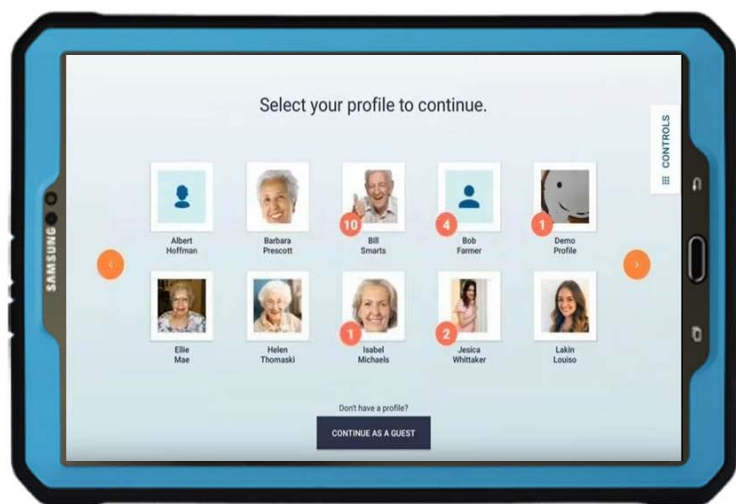 Select your profile to continue.
CONTROLS
SAMSUNG
10
4
1
Albert
Hoffman
Barbara
Prescott
Bill
Smarts
Bob
Farmer
Demo
Profile
1
2
Ellie
Mae
Helen
Thomaski
Isabel
Michaels
Jesica
Whittaker
Lakin
Louiso
Don't have a profile?
CONTINUE AS A GUEST